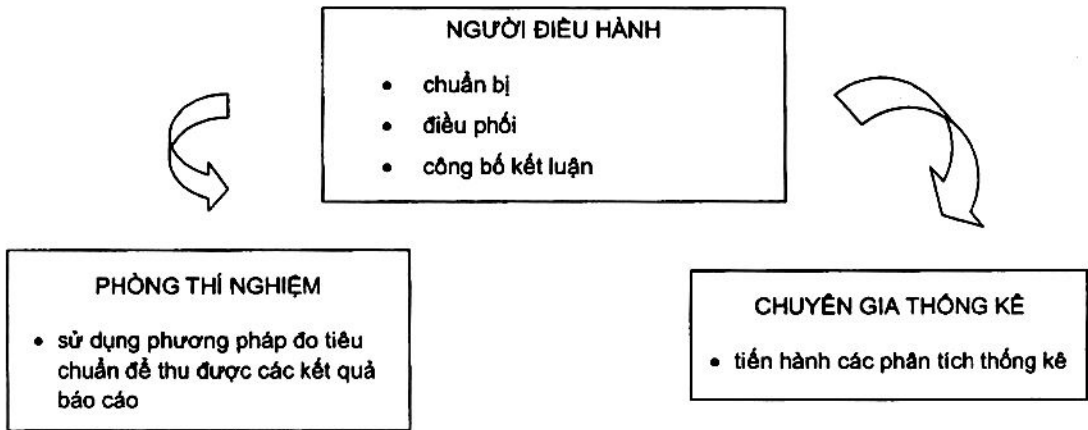 NGƯỜI ĐIỀU HÀNH
• chuẩn bị
• điều phối
• công bố kết luận
PHÒNG THÍ NGHIỆM
• sử dụng phương pháp đo tiêu
chuẩn để thu được các kết quả
báo cáo
CHUYÊN GIA THỐNG KÊ
• tiến hành các phân tích thống kê